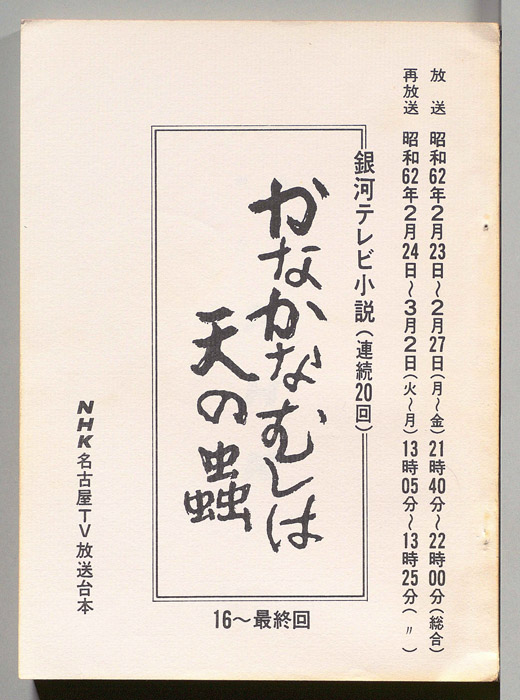 放送 昭和62年2月23日～2月27日(月～金)21時40分～22時00分(総合)
再放送 昭和62年2月24日～3月2日(火～月)13時05分～13時25分(〃)
銀河テレビ小説(連続20回)
かなかなむしは
天の蟲
16～最終回
NHK名古屋TV放送台本